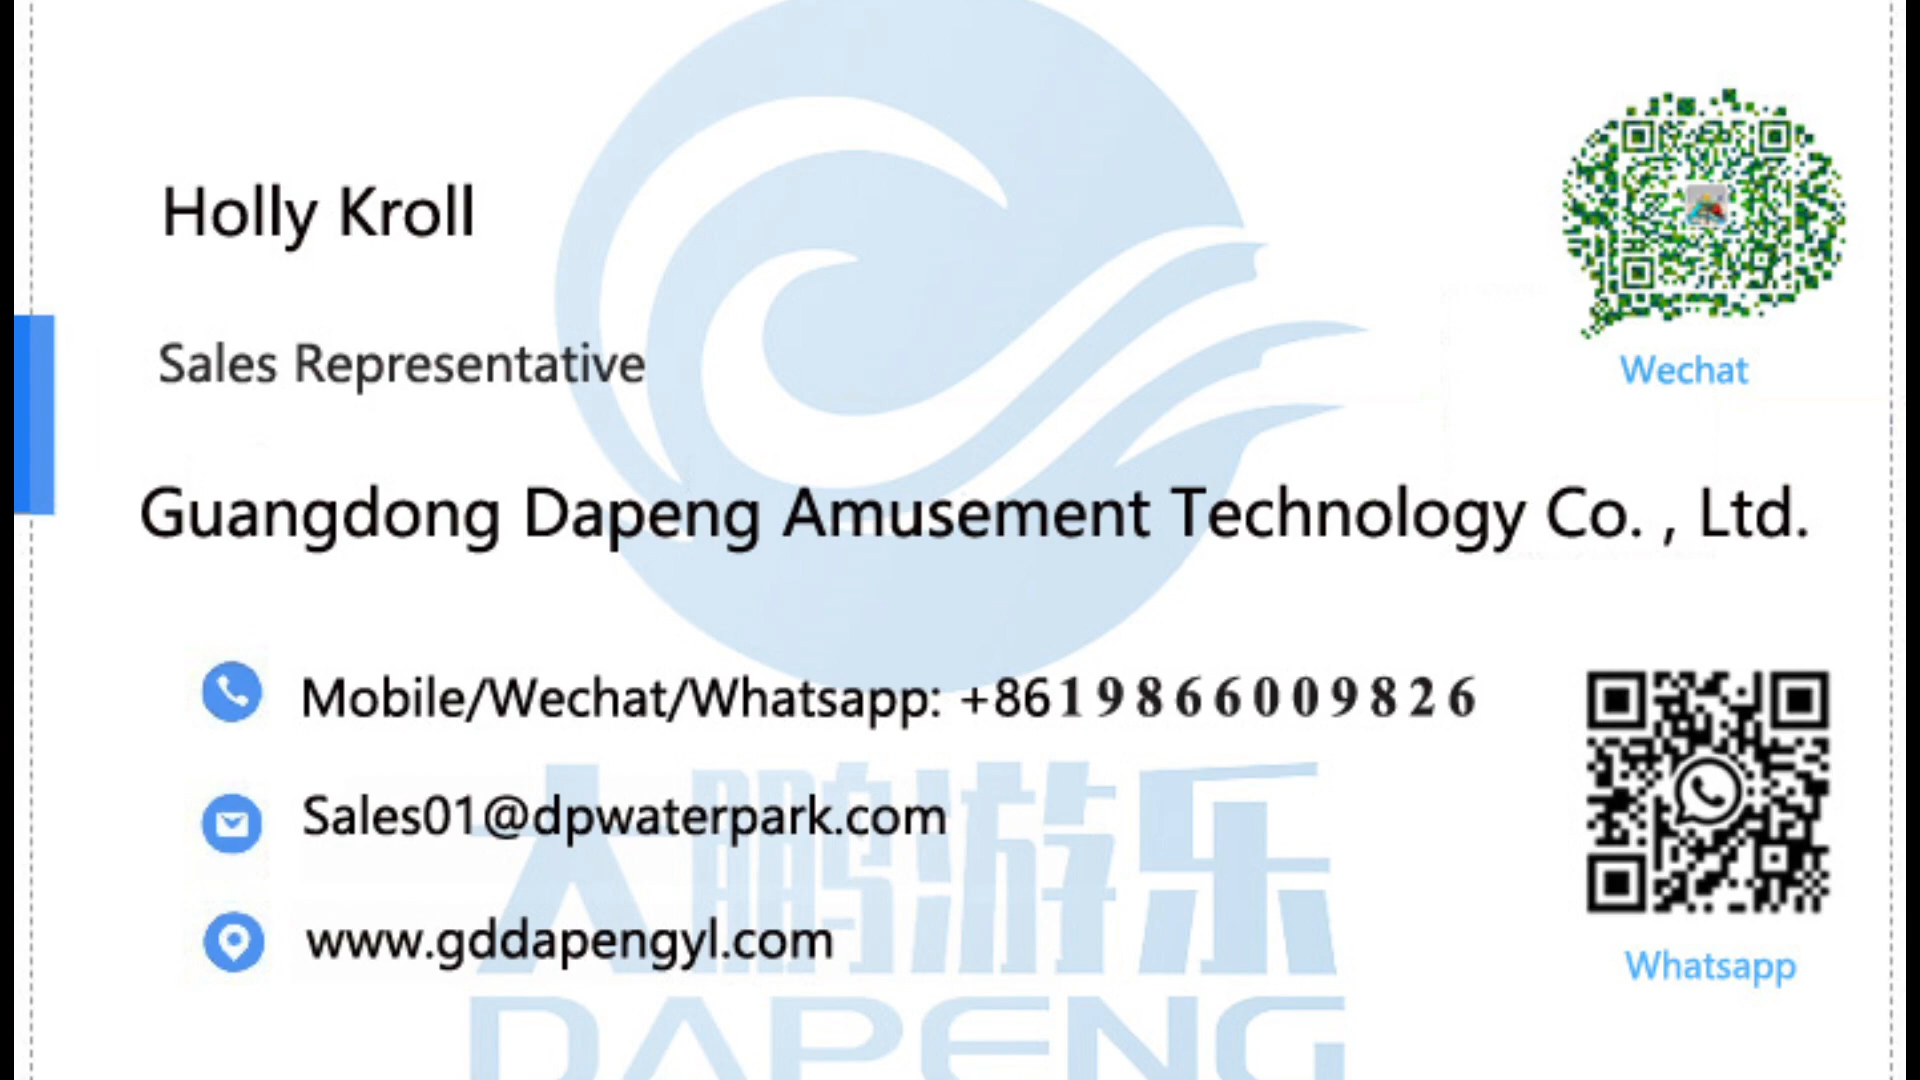 Holly Kroll
Sales Representative
Wechat
Guangdong Dapeng Amusement Technology Co. , Ltd.
Mobile/Wechat/Whatsapp: +8619866009826
Sales01@dpwaterpark.com
www.gddapengyl.com
Whatsapp
大鹏游乐
DAPENG